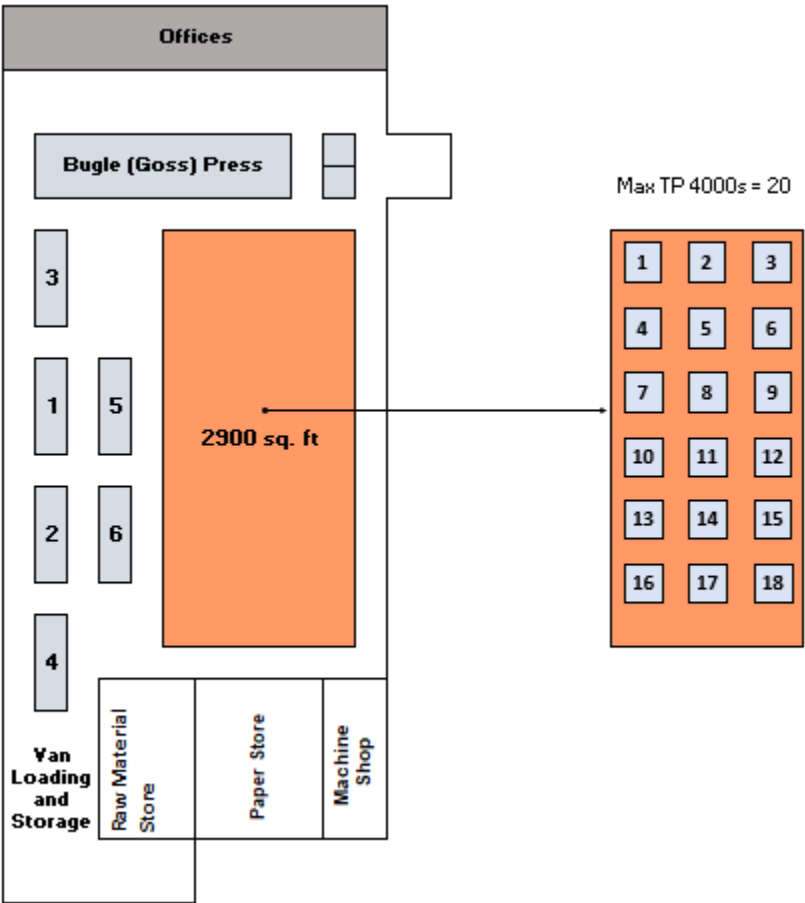 Offices
Bugle (Goss) Press
Max TP 4000s = 20
3
1
5
2900 sq. ft
2
6
4
Van
Loading
and
Storage
Raw Material
Store
Paper Store
Machine
Shop
1 2 3
4 5 6
7 8 9
10 11 12
13 14 15
16 17 18